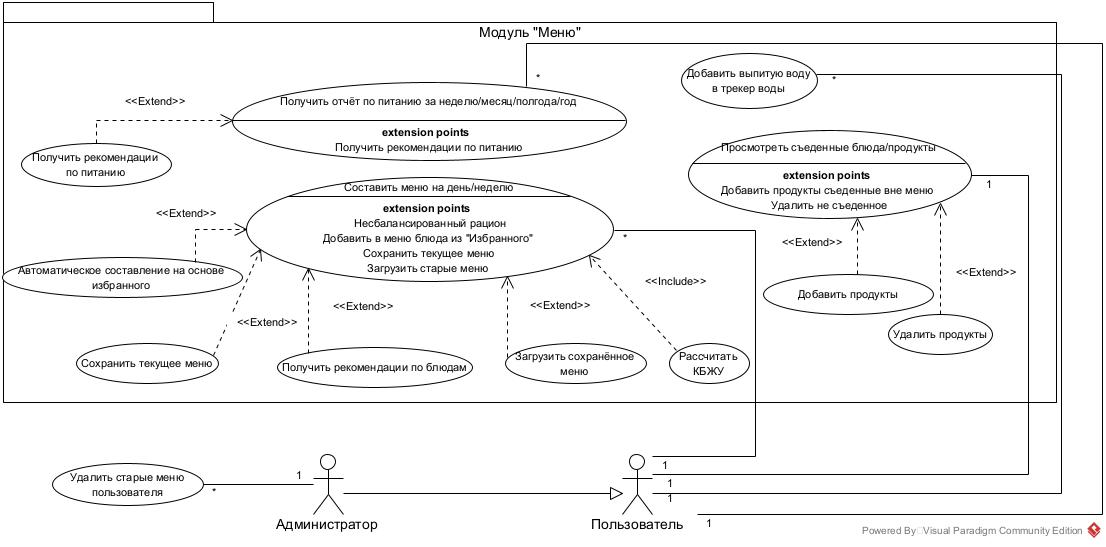 Модуль "Меню"
*
Добавить выпитую воду
в трекер воды
*
<<Extend>>
Получить отчёт по питанию за неделю/месяц/полгода/год
extension points
Получить рекомендации по питанию
Получить рекомендации
по питанию
Просмотреть съеденные блюда/продукты
extension points
Добавить продукты съеденные вне меню
Удалить не съеденное
1
Составить меню на день/неделю
extension points
Несбалансированный рацион
Добавить в меню блюда из "Избранного"
Сохранить текущее меню
Загрузить старые меню
*
<<Extend>>
<<Extend>>
<<Extend>>
Автоматическое составление на основе
избранного
<<Include>>
Добавить продукты
<<Extend>>
<<Extend>>
<<Extend>>
Удалить продукты
Сохранить текущее меню
Получить рекомендации по блюдам
Загрузить сохранённое
меню
Рассчитать
КБЖУ
Удалить старые меню
пользователя
*
1
1
1
1
1
Администратор
Пользователь
Powered By Visual Paradigm Community Edition